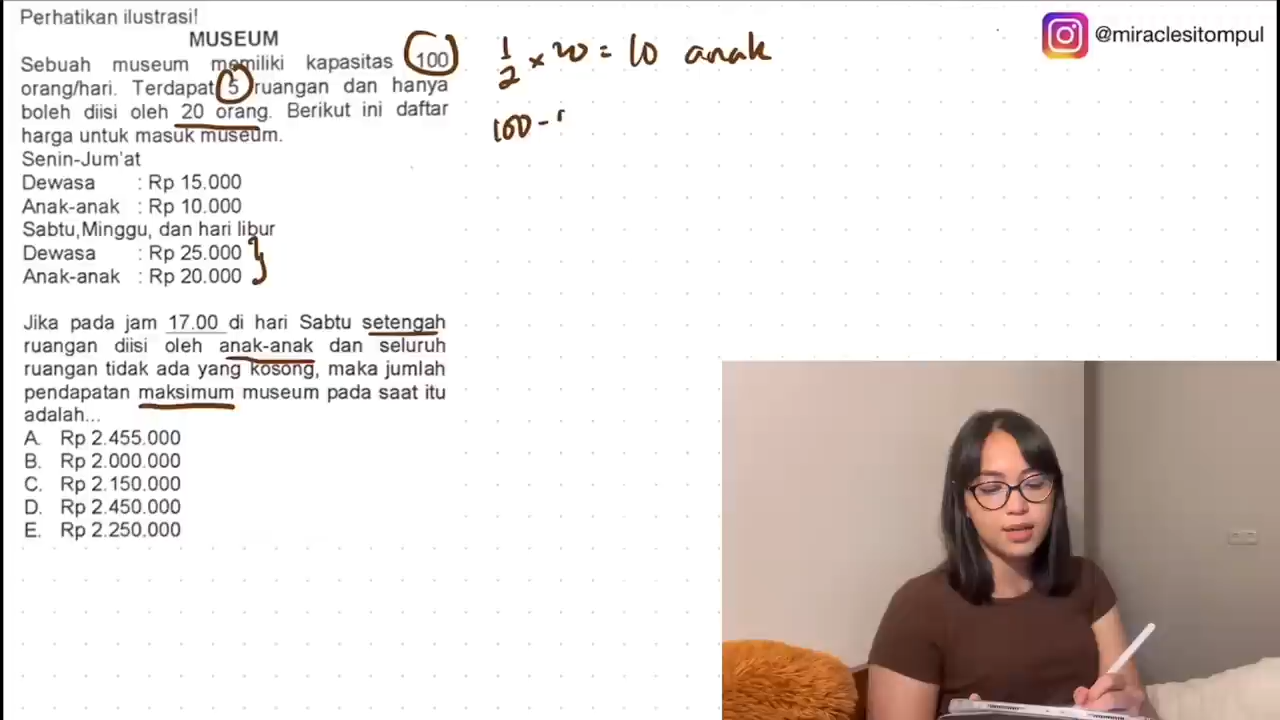 Perhatikan ilustrasi!
MUSEUM
Sebuah museum memiliki kapasitas 100
orang/hari. Terdapat 5 ruangan dan hanya
boleh diisi oleh 20 orang. Berikut ini daftar
harga untuk masuk museum.
Senin-Jum'at
Dewasa : Rp 15.000
Anak-anak : Rp 10.000
Sabtu,Minggu, dan hari libur
Dewasa : Rp 25.000
Anak-anak : Rp 20.000
Jika pada jam 17.00 di hari Sabtu setengah
ruangan diisi oleh anak-anak dan seluruh
ruangan tidak ada yang kosong, maka jumlah
pendapatan maksimum museum pada saat itu
adalah...
A. Rp 2.455.000
B. Rp 2.000.000
C. Rp 2.150.000
D. Rp 2.450.000
E. Rp 2.250.000
1/2 × 20 = 10 anak
100 -
@miraclesitompul